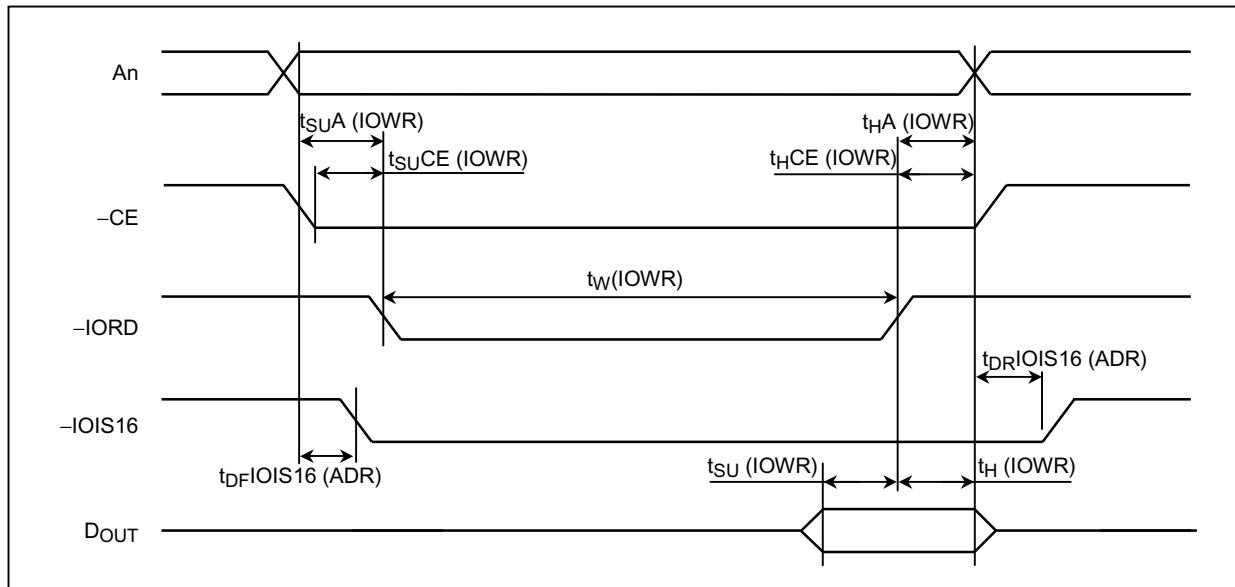 An
tSUA (IOWR)
tHA (IOWR)
tSUCE (IOWR)
tHCE (IOWR)
–CE
tW(IOWR)
–IORD
tDRIOIS16 (ADR)
–IOIS16
tDFIOIS16 (ADR)
tSU (IOWR)
tH (IOWR)
DOUT